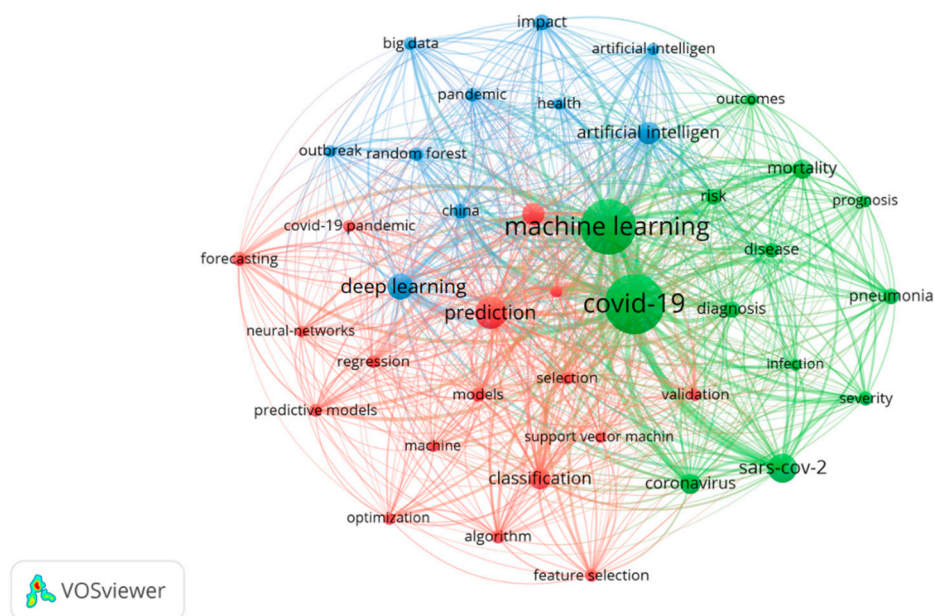 impact
big data
artificial-intelligen
pandemic
health
outcomes
artificial intelligen
outbreak
random forest
mortality
risk
prognosis
china
covid-19 pandemic
machine learning
disease
forecasting
deep learning
pneumonia
covid-19
prediction
diagnosis
neural-networks
regression
infection
selection
models
validation
severity
predictive models
support vector machin
machine
sars-cov-2
classification
coronavirus
optimization
algorithm
feature selection
VOSviewer